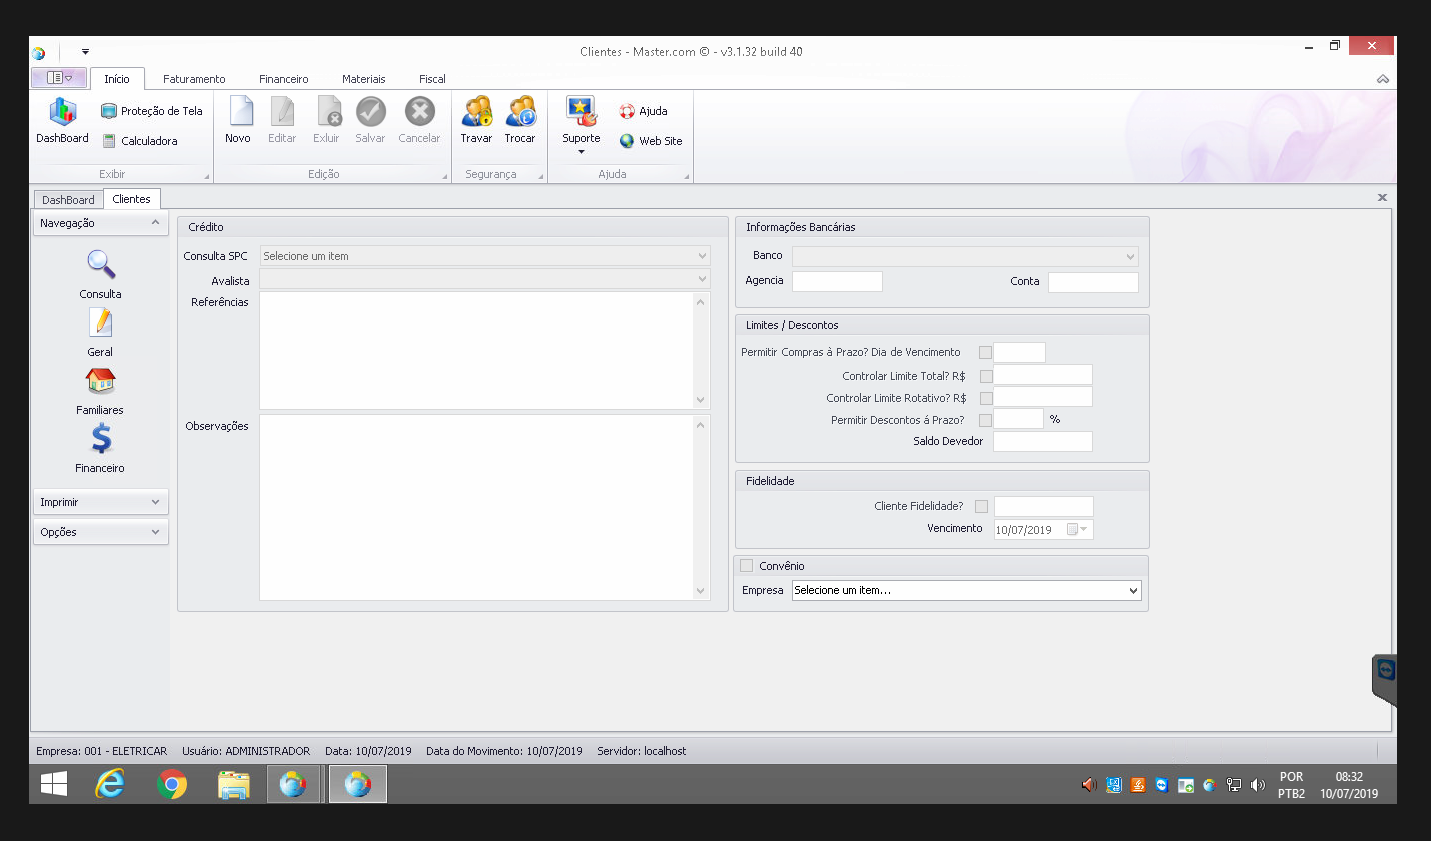 Clientes - Master.com © - v3.1.32 build 40
Início Faturamento Financeiro Materiais Fiscal
DashBoard
Proteção de Tela
Calculadora
Exibir
Novo Editar Exluir Salvar Cancelar
Edição
Travar Trocar
Segurança
Suporte
Ajuda
Web Site
Ajuda
DashBoard Clientes
Navegação
Consulta
Geral
Familiares
Financeiro
Imprimir
Opções
Crédito
Consulta SPC Selecione um item
Avalista
Referências
Observações
Informações Bancárias
Banco
Agencia Conta
Limites / Descontos
Permitir Compras à Prazo? Dia de Vencimento
Controlar Limite Total? R$
Controlar Limite Rotativo? R$
Permitir Descontos á Prazo? %
Saldo Devedor
Fidelidade
Cliente Fidelidade?
Vencimento 10/07/2019
Convênio
Empresa Selecione um item...
Empresa: 001 - ELETRICAR Usuário: ADMINISTRADOR Data: 10/07/2019 Data do Movimento: 10/07/2019 Servidor: localhost
POR 08:32
PTB2 10/07/2019